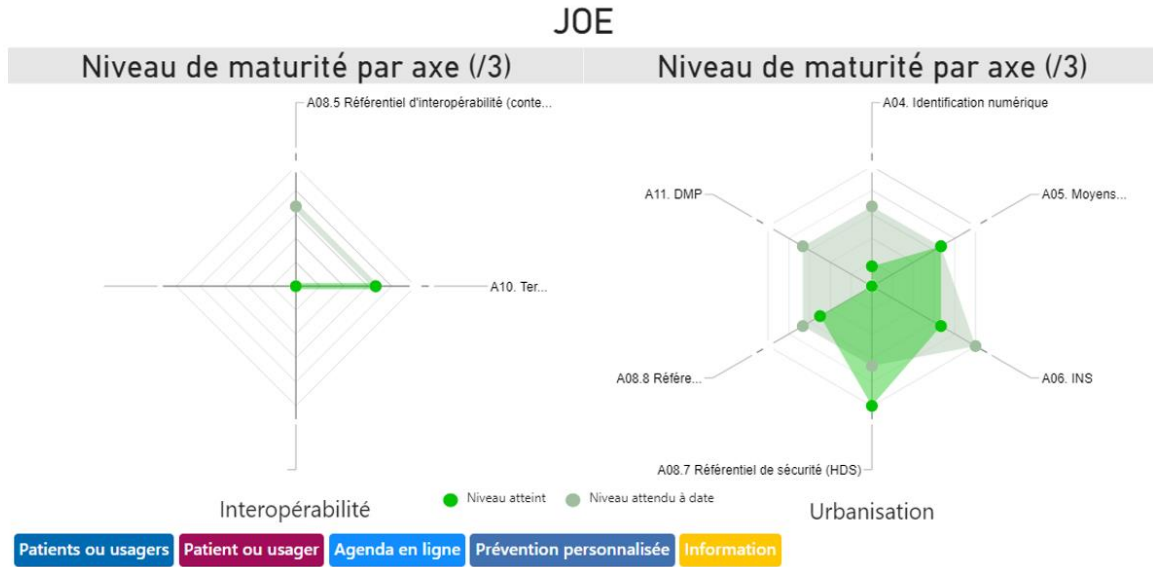 JOE
Niveau de maturité par axe (/3)
Niveau de maturité par axe (/3)
A08.5 Référentiel d'interopérabilité (conte...
A10. Ter...
A04. Identification numérique
A11. DMP
A05. Moyens...
A08.8 Référe...
A06. INS
A08.7 Référentiel de sécurité (HDS)
Niveau atteint
Niveau attendu à date
Interopérabilité
Urbanisation
Patients ou usagers
Patient ou usager
Agenda en ligne
Prévention personnalisée
Information